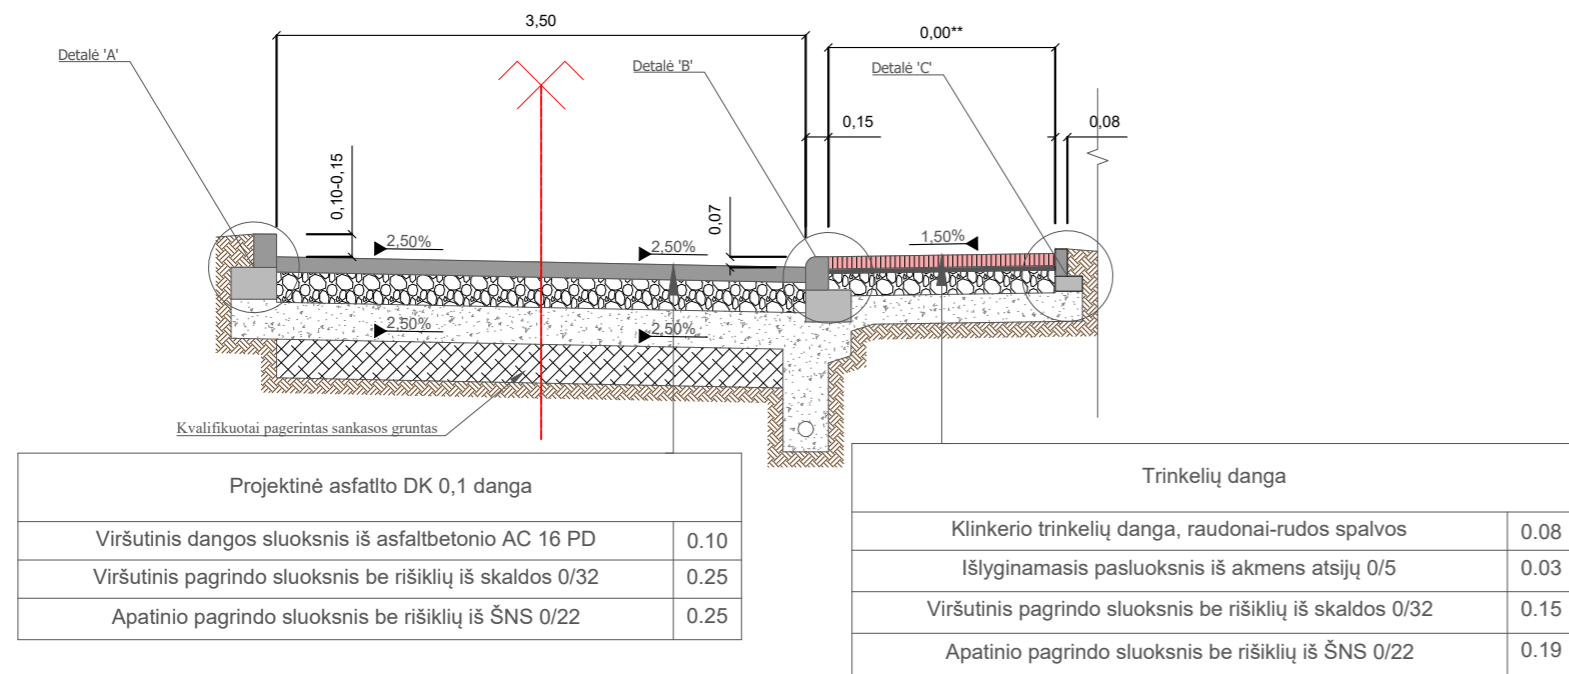 3,50
0,00**
Detalė 'A'
Detalė 'B'
Detalė 'C'
0,15
0,08
0,10-0,15
0,07
2,50%
2,50%
1,50%
2,50%
2,50%
Kvalifikuotai pagerintas sankasos gruntas
Projektinė asfatlto DK 0,1 danga
Viršutinis dangos sluoksnis iš asfaltbetonio AC 16 PD 0.10
Viršutinis pagrindo sluoksnis be rišiklių iš skaldos 0/32 0.25
Apatinio pagrindo sluoksnis be rišiklių iš ŠNS 0/22 0.25
Trinkelių danga
Klinkerio trinkelių danga, raudonai-rudos spalvos 0.08
Išlyginamasis pasluoksnis iš akmens atsijų 0/5 0.03
Viršutinis pagrindo sluoksnis be rišiklių iš skaldos 0/32 0.15
Apatinio pagrindo sluoksnis be rišiklių iš ŠNS 0/22 0.19